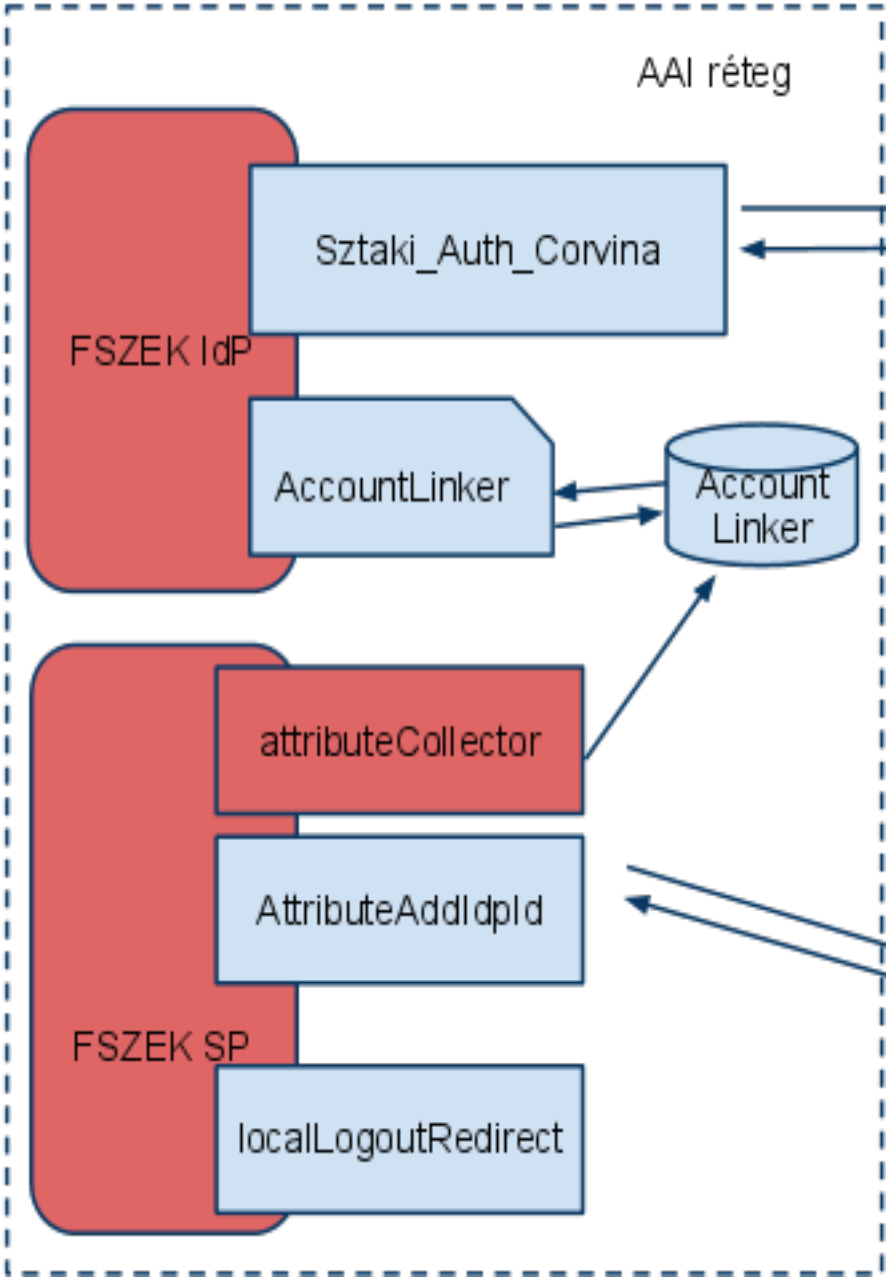 AAI réteg
Sztaki_Auth_Corvina
FSZEK IdP
AccountLinker
Account
Linker
attributeCollector
AttributeAddIdpId
FSZEK SP
localLogoutRedirect